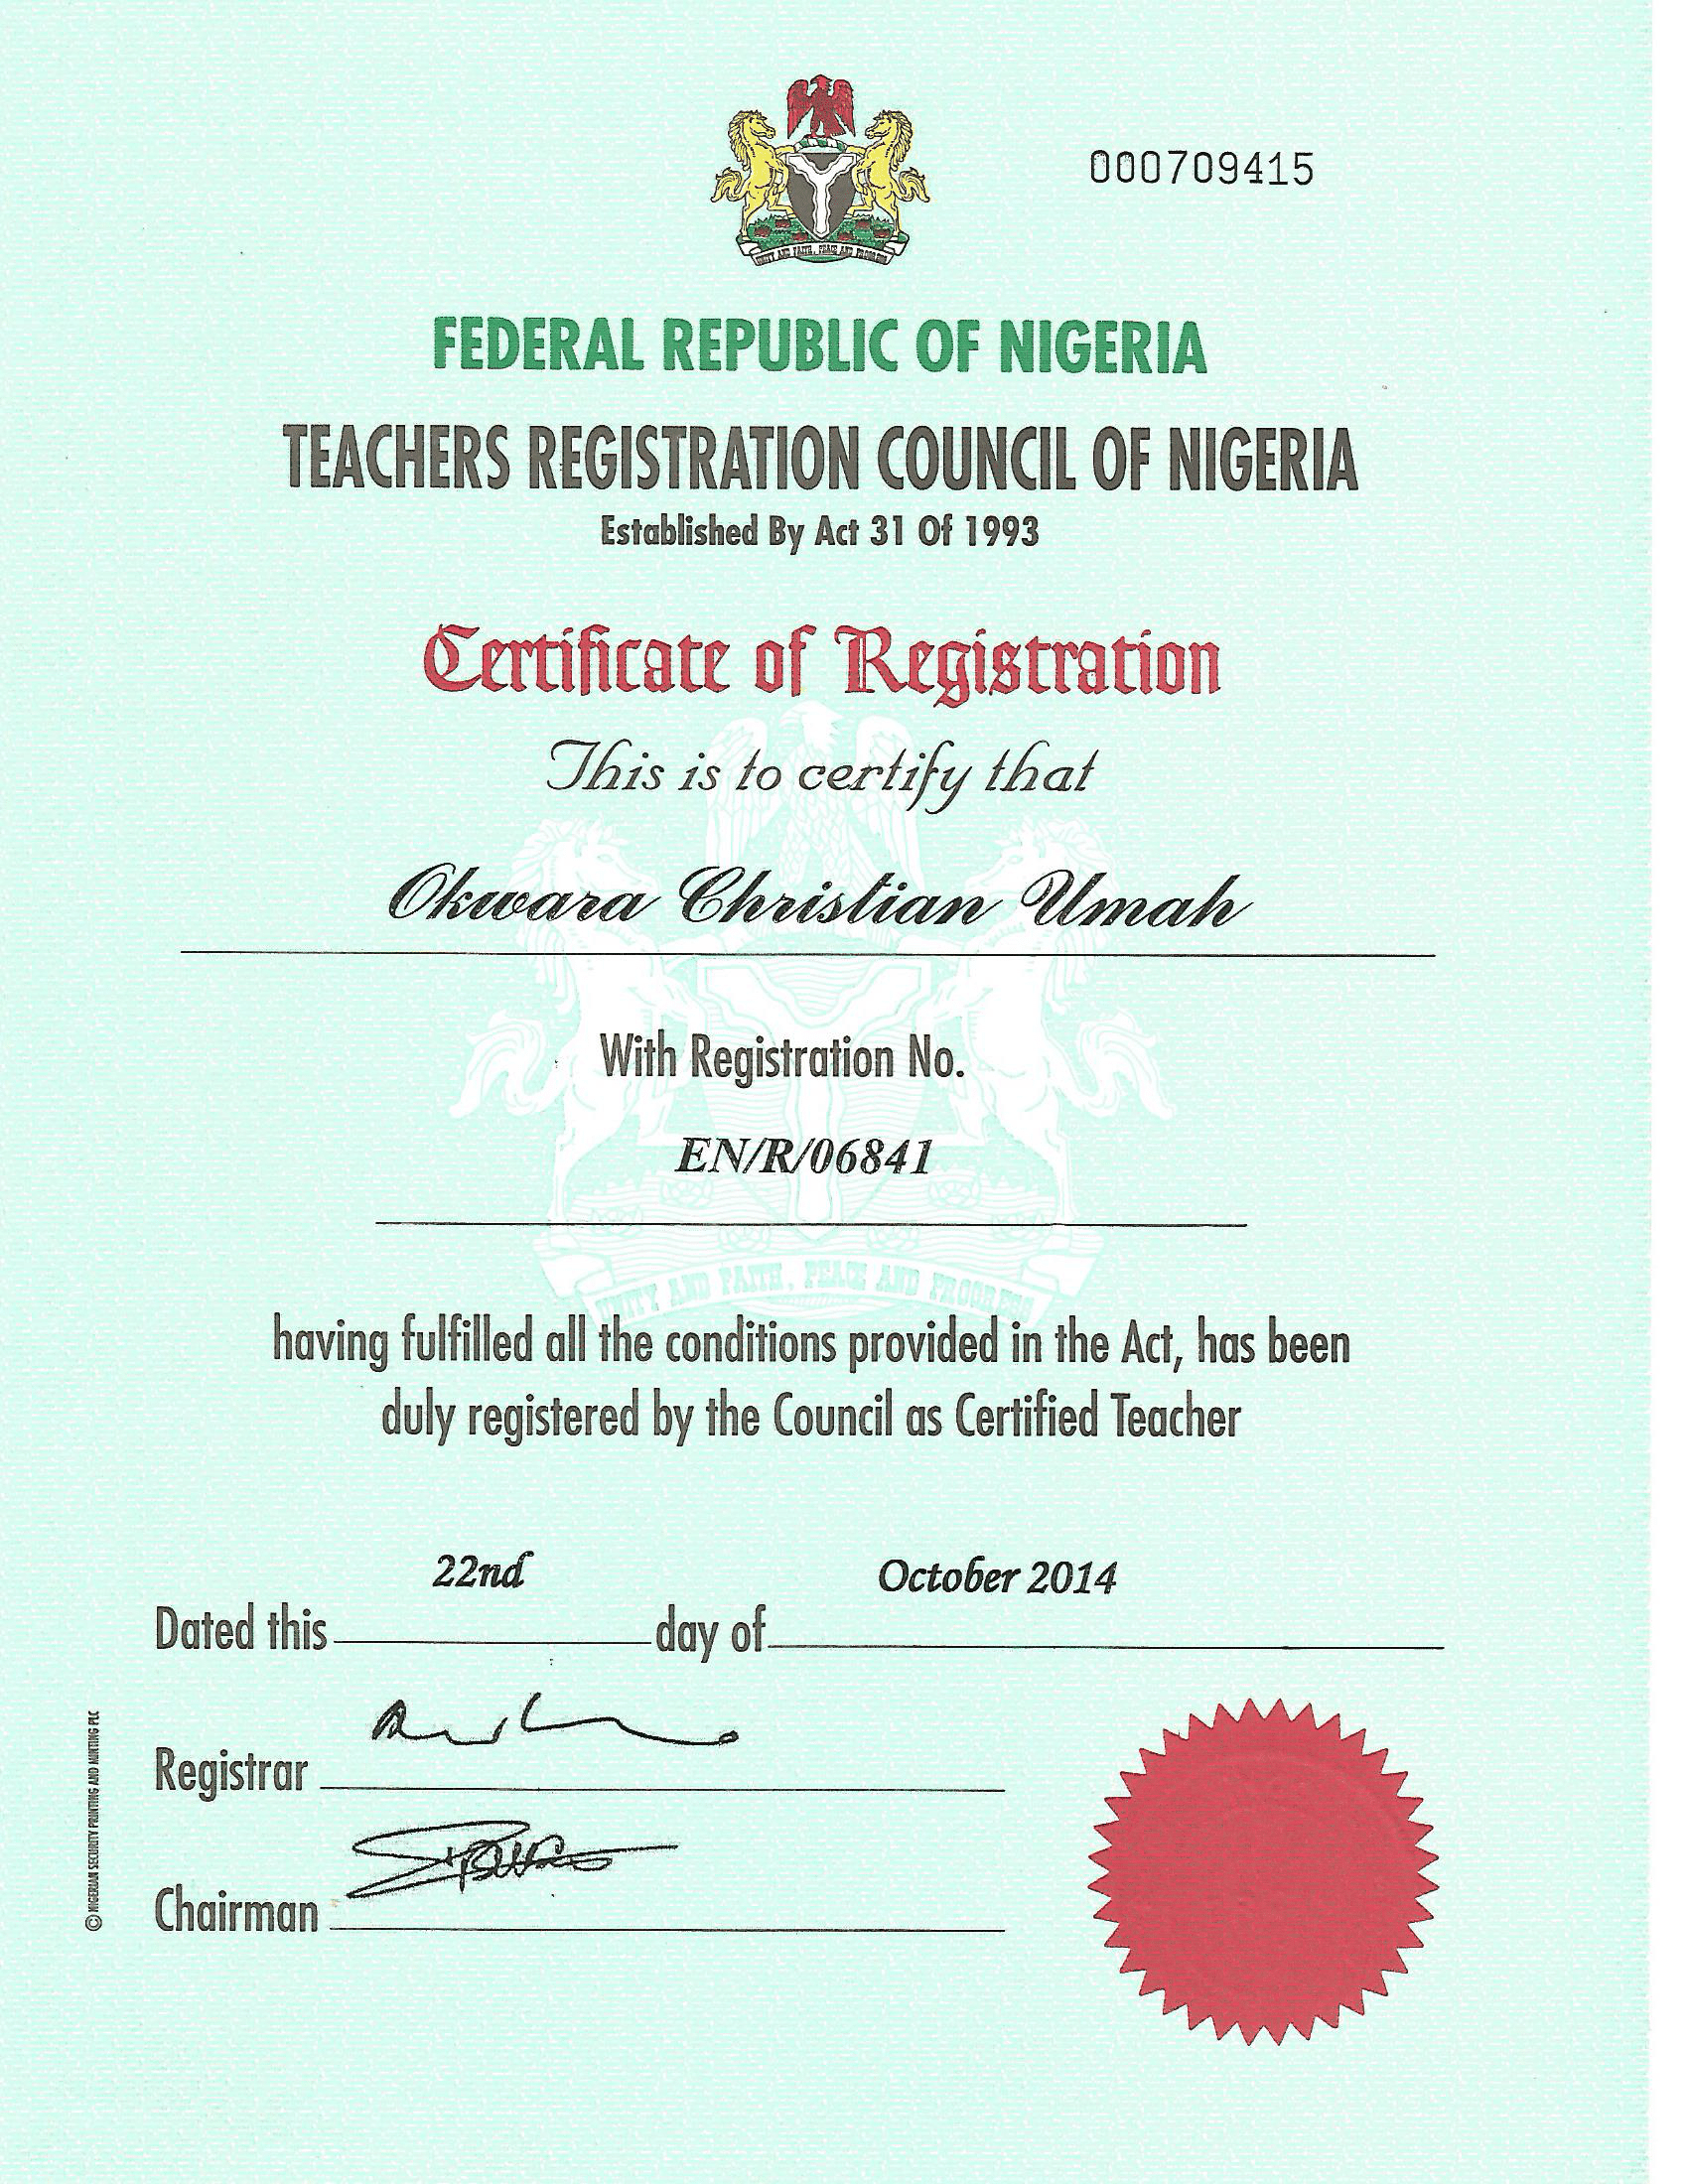 000709415
UNITY AND FAITH, PEACE AND PROGRESS
FEDERAL REPUBLIC OF NIGERIA
TEACHERS REGISTRATION COUNCIL OF NIGERIA
Established By Act 31 Of 1993
Certificate of Registration
This is to certify that
Okwara Christian Umah
With Registration No.
EN/R/06841
UNITY AND FAITH, PEACE AND PROGRESS
having fulfilled all the conditions provided in the Act, has been
duly registered by the Council as Certified Teacher
22nd October 2014
Dated this day of
Registrar
Chairman
© NIGERIAN SECURITY PRINTING AND MINTING PLC